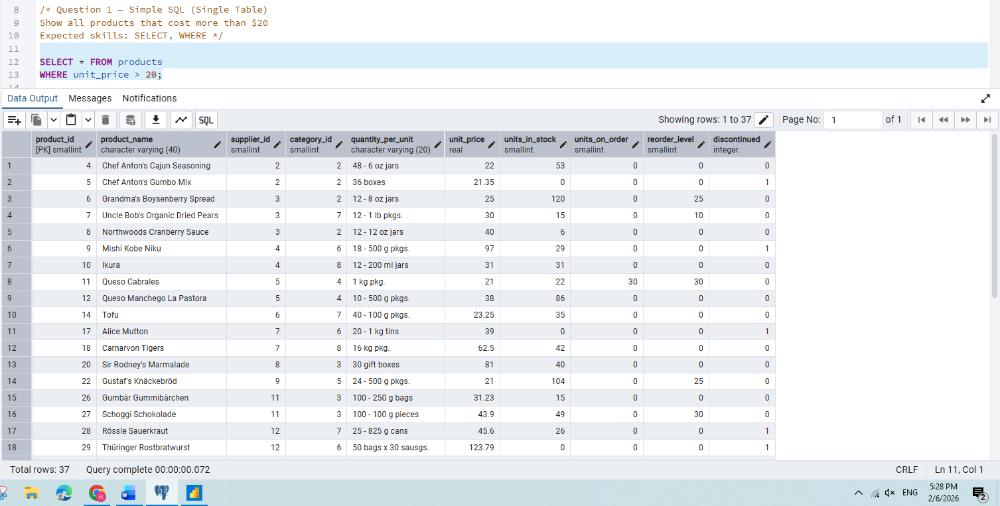 8 /* Question 1 – Simple SQL (Single Table)
9 Show all products that cost more than $20
10 Expected skills: SELECT, WHERE */
11
12 SELECT * FROM products
13 WHERE unit_price > 20;
14
Data Output Messages Notifications
SQL Showing rows: 1 to 37 Page No: 1 of 1
product_id product_name supplier_id category_id quantity_per_unit unit_price units_in_stock units_on_order reorder_level discontinued
[PK] smallint character varying (40) smallint smallint character varying (20) real smallint smallint smallint integer
1 4 Chef Anton's Cajun Seasoning 2 2 48 - 6 oz jars 22 53 0 0 0
2 5 Chef Anton's Gumbo Mix 2 2 36 boxes 21.35 0 0 0 1
3 6 Grandma's Boysenberry Spread 3 2 12 - 8 oz jars 25 120 0 25 0
4 7 Uncle Bob's Organic Dried Pears 3 7 12 - 1 lb pkgs. 30 15 0 10 0
5 8 Northwoods Cranberry Sauce 3 2 12 - 12 oz jars 40 6 0 0 0
6 9 Mishi Kobe Niku 4 6 18 - 500 g pkgs. 97 29 0 0 1
7 10 Ikura 4 8 12 - 200 ml jars 31 31 0 0 0
8 11 Queso Cabrales 5 4 1 kg pkg. 21 22 30 30 0
9 12 Queso Manchego La Pastora 5 4 10 - 500 g pkgs. 38 86 0 0 0
10 14 Tofu 6 7 40 - 100 g pkgs. 23.25 35 0 0 0
11 17 Alice Mutton 7 6 20 - 1 kg tins 39 0 0 0 1
12 18 Carnarvon Tigers 7 8 16 kg pkg. 62.5 42 0 0 0
13 20 Sir Rodney's Marmalade 8 3 30 gift boxes 81 40 0 0 0
14 22 Gustaf's Knäckebröd 9 5 24 - 500 g pkgs. 21 104 0 25 0
15 26 Gumbär Gummibärchen 11 3 100 - 250 g bags 31.23 15 0 0 0
16 27 Schoggi Schokolade 11 3 100 - 100 g pieces 43.9 49 0 30 0
17 28 Rössle Sauerkraut 12 7 25 - 825 g cans 45.6 26 0 0 1
18 29 Thüringer Rostbratwurst 12 6 50 bags x 30 sausgs. 123.79 0 0 0 1
Total rows: 37 Query complete 00:00:00.072 CRLF Ln 11, Col 1
H W ENG 5:28 PM
2/6/2026 2